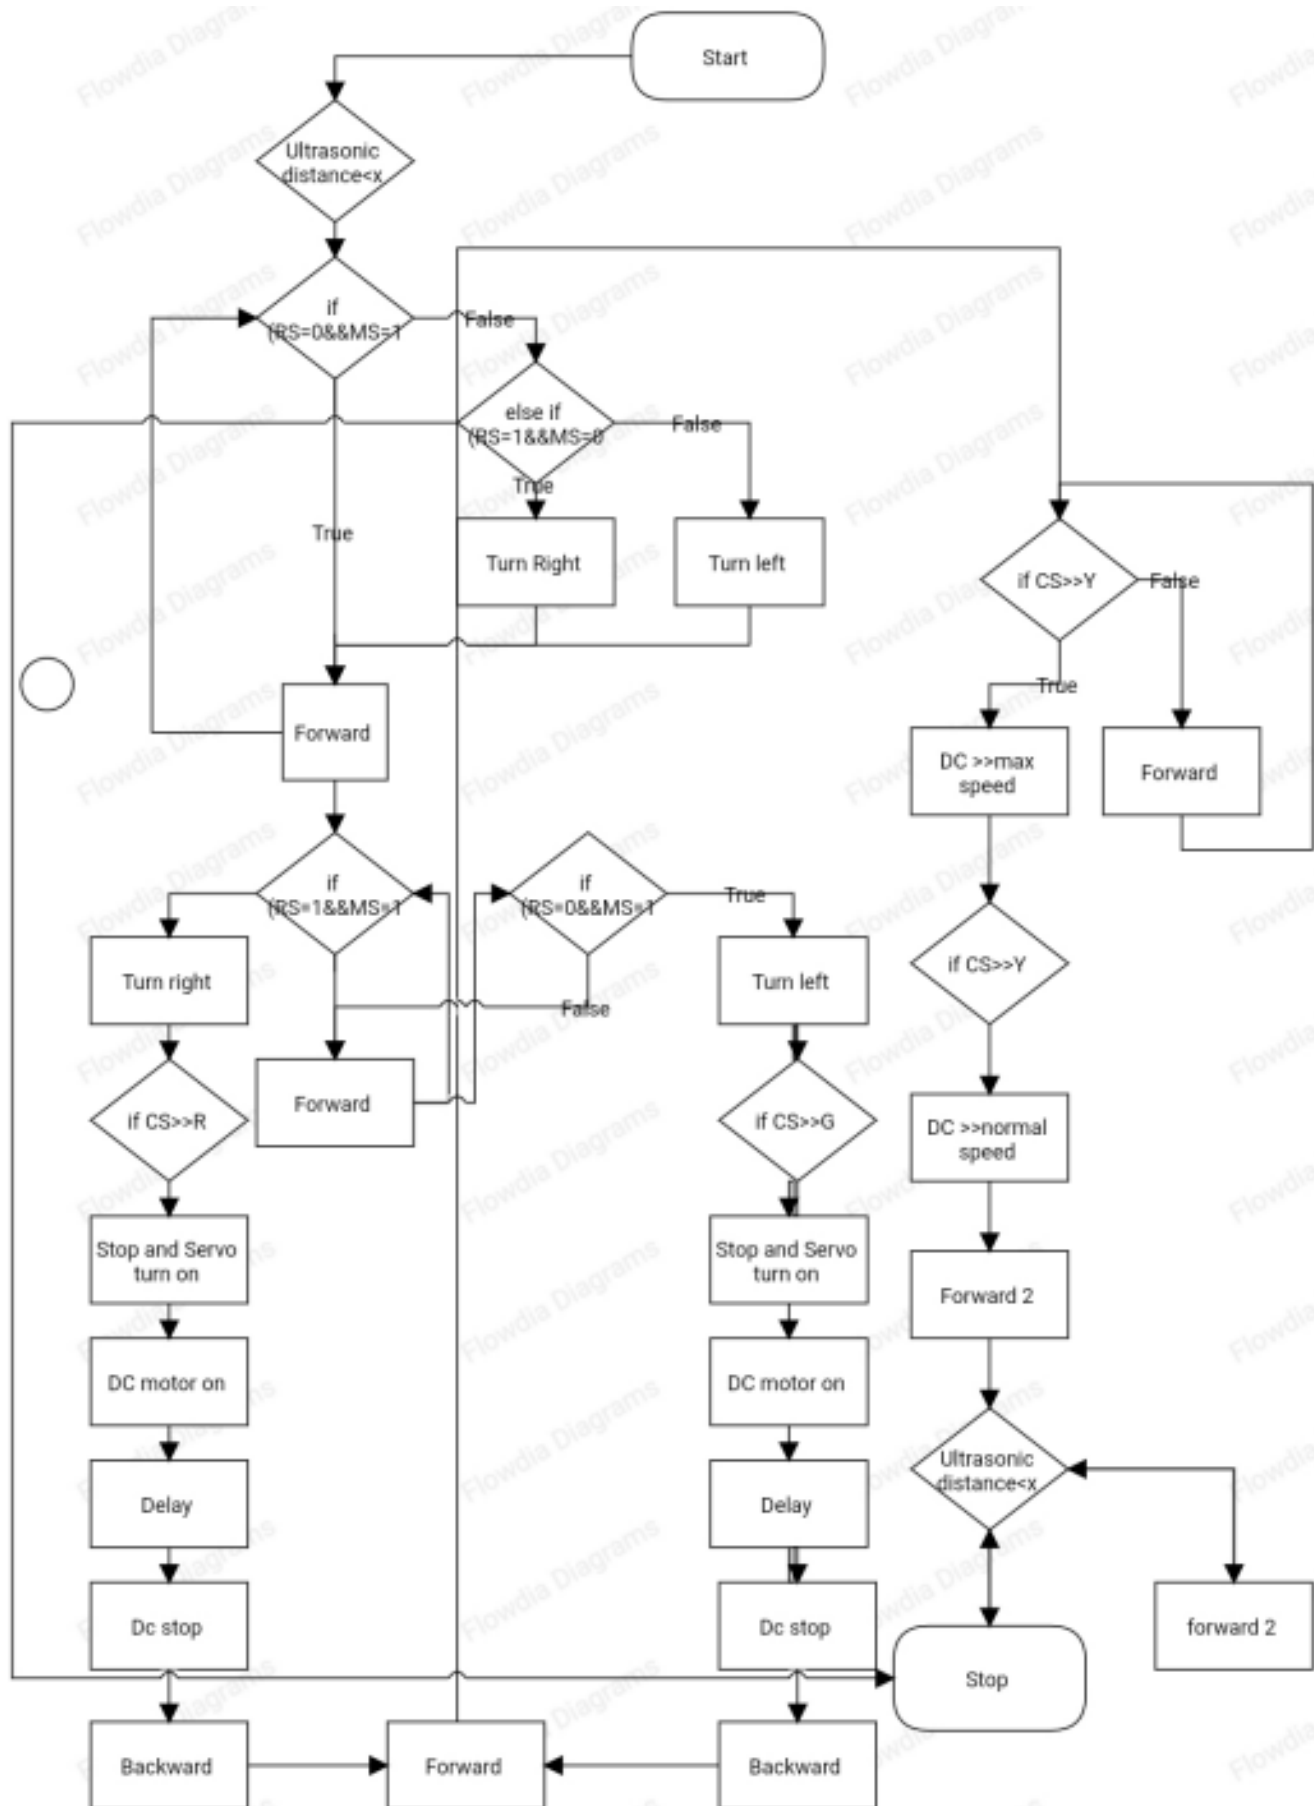 Start
Ultrasonic
distance<x
if
(RS=0&&MS=1
False
else if
(RS=1&&MS=0
False
True
True
Turn Right
Turn left
if CS>>Y
False
True
Forward
DC >>max
speed
Forward
if
(RS=1&&MS=1
if
(RS=0&&MS=1
True
if CS>>Y
Turn right
Turn left
False
Forward
if CS>>R
if CS>>G
DC >>normal
speed
Stop and Servo
turn on
Stop and Servo
turn on
Forward 2
DC motor on
DC motor on
Ultrasonic
distance<x
Delay
Delay
Dc stop
Dc stop
forward 2
Stop
Backward
Forward
Backward
Flowdia Diagrams